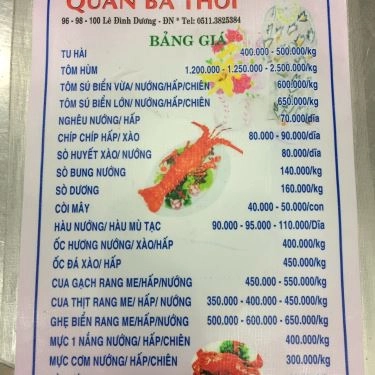 QUÁN BÀ THÔI
96 - 98 - 100 Lê Đình Dương - ĐN * Tel: 0511.3825384
BẢNG GIÁ
TU HÀI 400.000 - 500.000/kg
TÔM HÙM 1.200.000 - 1.250.000 - 2.500.000/kg
TÔM SÚ BIỂN VỪA/ NƯỚNG/HẤP/CHIÊN 600.000/kg
TÔM SÚ BIỂN LỚN/ NƯỚNG/HẤP/CHIÊN 650.000/kg
NGHÊU NƯỚNG/ HẤP 70.000/dĩa
CHÍP CHÍP HẤP/ XÀO 80.000 - 90.000/dĩa
SÒ HUYẾT XÀO/ NƯỚNG 80.000/dĩa
SÒ BUNG NƯỚNG 140.000/kg
SÒ DƯƠNG 160.000/kg
CÒI MÂY 40.000 - 50.000/con
HÀU NƯỚNG/ HÀU MÙ TẠC 90.000 - 95.000 - 110.000/Dĩa
ỐC HƯƠNG NƯỚNG/ XÀO/HẤP 400.000/kg
ỐC ĐÁ XÀO/ HẤP 450.000/kg
CUA GẠCH RANG ME/HẤP/NƯỚNG 450.000 - 550.000/kg
CUA THỊT RANG ME/ HẤP/ NƯỚNG 350.000 - 400.000 - 450.000/kg
GHẸ BIỂN RANG ME/HẤP/NƯỚNG 500.000 - 600.000 - 650.000/kg
MỰC 1 NẮNG NƯỚNG/ HẤP/CHIÊN 400.000/kg
MỰC CƠM NƯỚNG/ HẤP/CHIÊN 300.000/kg